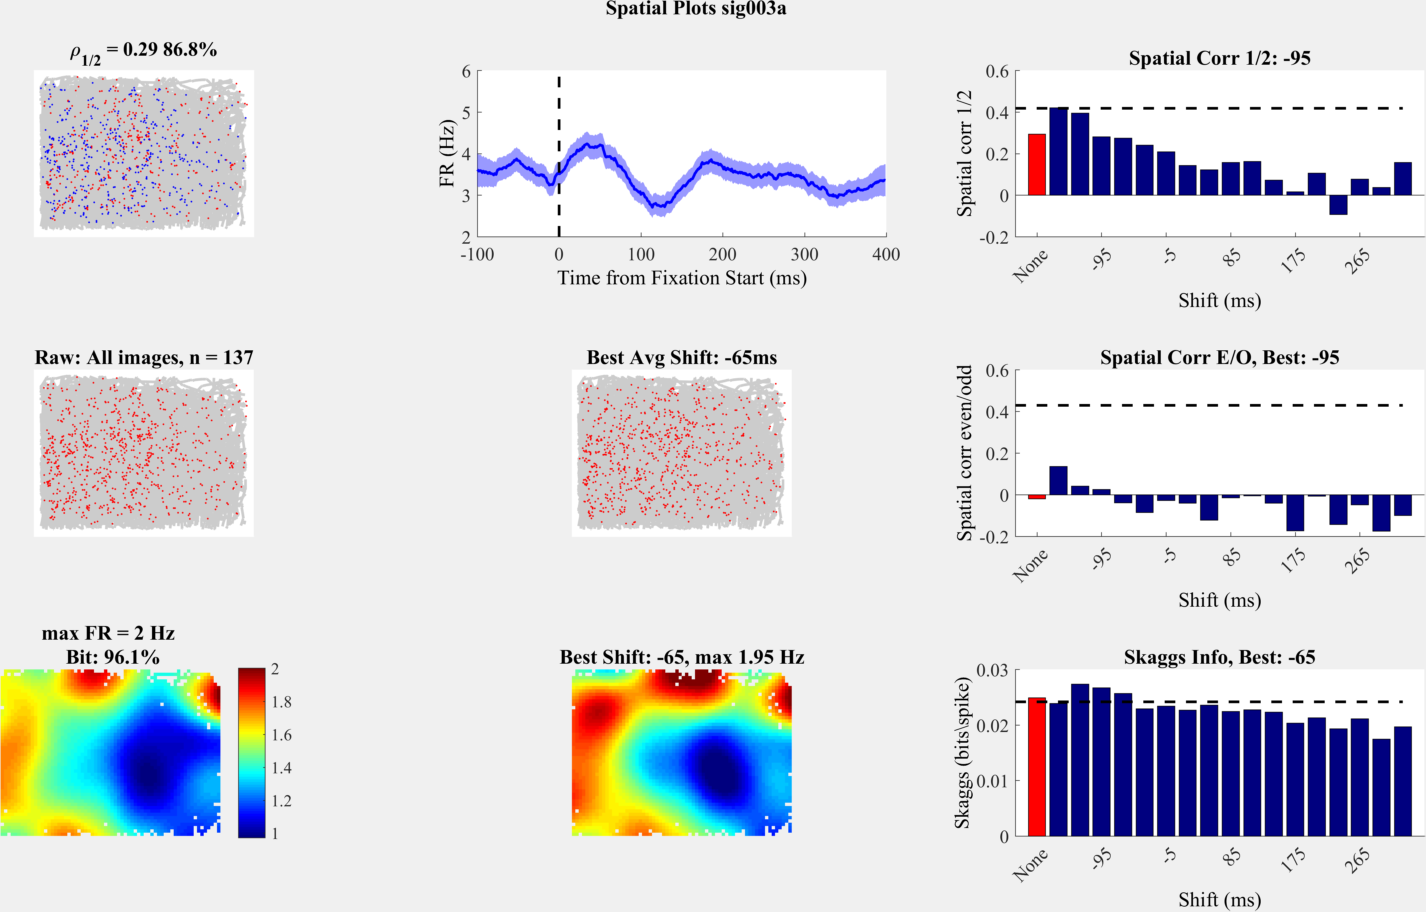 Spatial Plots sig003a
ρ1/2 = 0.29 86.8%
6
5
4
3
2
FR (Hz)
-100
0
100
200
300
400
Time from Fixation Start (ms)
Spatial Corr 1/2: -95
0.6
0.4
0.2
0
-0.2
Spatial corr 1/2
None
-95
-5
85
175
265
Shift (ms)
Raw: All images, n = 137
Best Avg Shift: -65ms
Spatial Corr E/O, Best: -95
0.6
0.4
0.2
0
-0.2
Spatial corr even/odd
None
-95
-5
85
175
265
Shift (ms)
max FR = 2 Hz
Bit: 96.1%
2
1.8
1.6
1.4
1.2
1
Best Shift: -65, max 1.95 Hz
Skaggs Info, Best: -65
0.03
0.02
0.01
0
Skaggs (bits\spike)
None
-95
-5
85
175
265
Shift (ms)